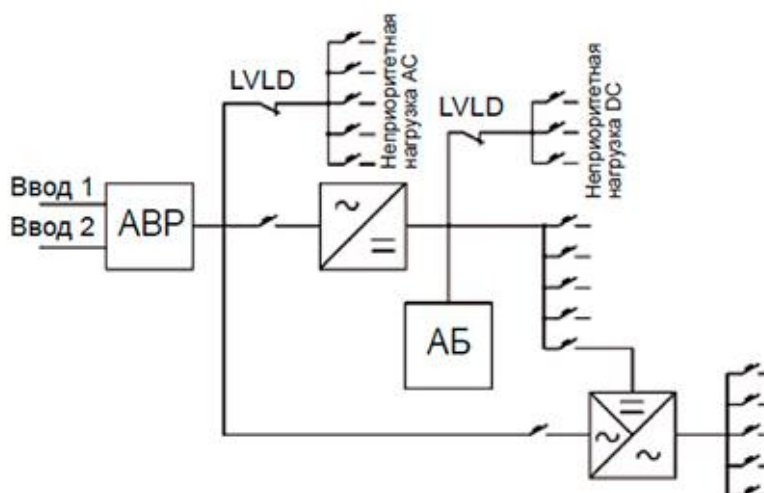 LVLD
Неприоритетная
нагрузка AC
LVLD
Неприоритетная
нагрузка DC
Ввод 1
Ввод 2
АВР
АБ